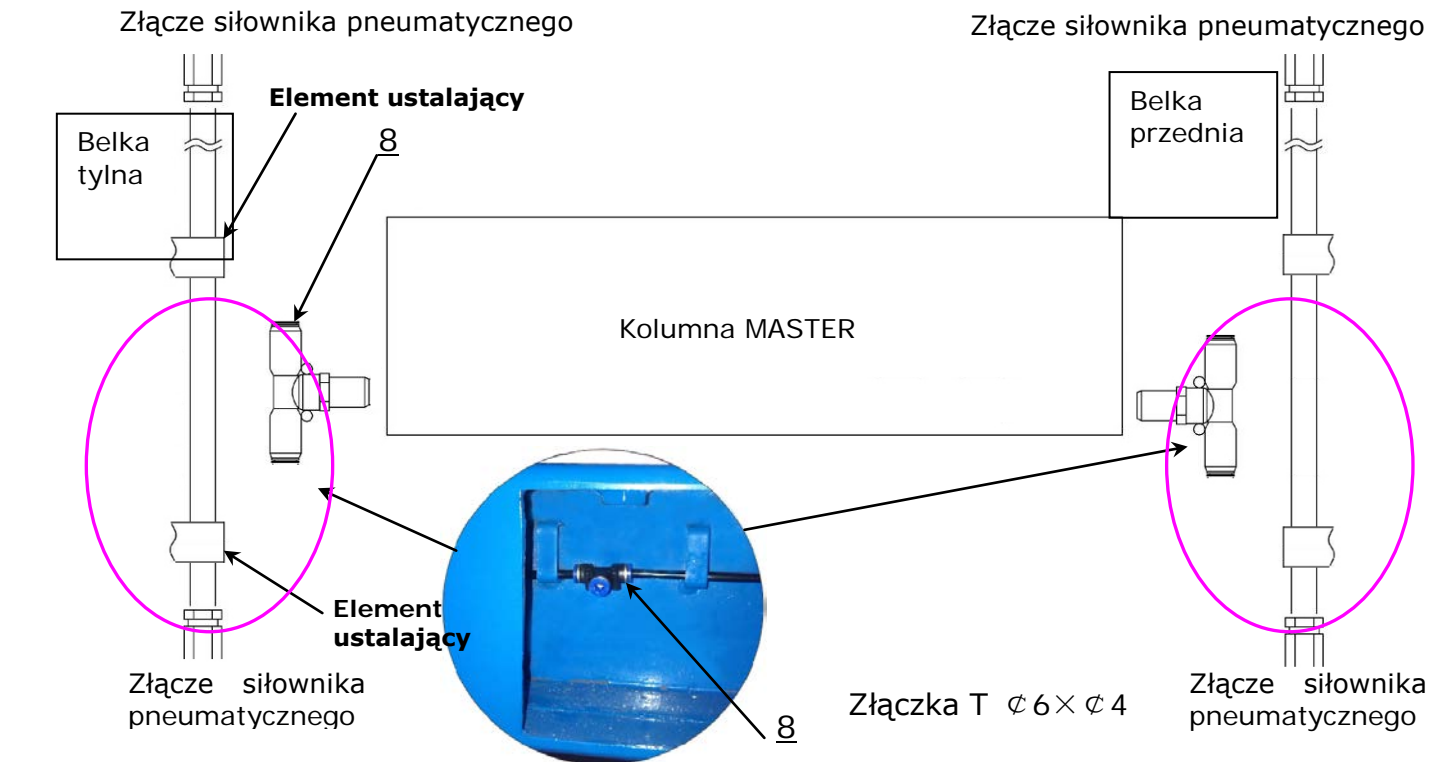 Złącze siłownika pneumatycznego
Złącze siłownika pneumatycznego
Element ustalający
8
Belka
tylna
Belka
przednia
Kolumna MASTER
Element
ustalający
Złącze siłownika
pneumatycznego
8
Złączka T ₵6×₵4
Złącze siłownika
pneumatycznego